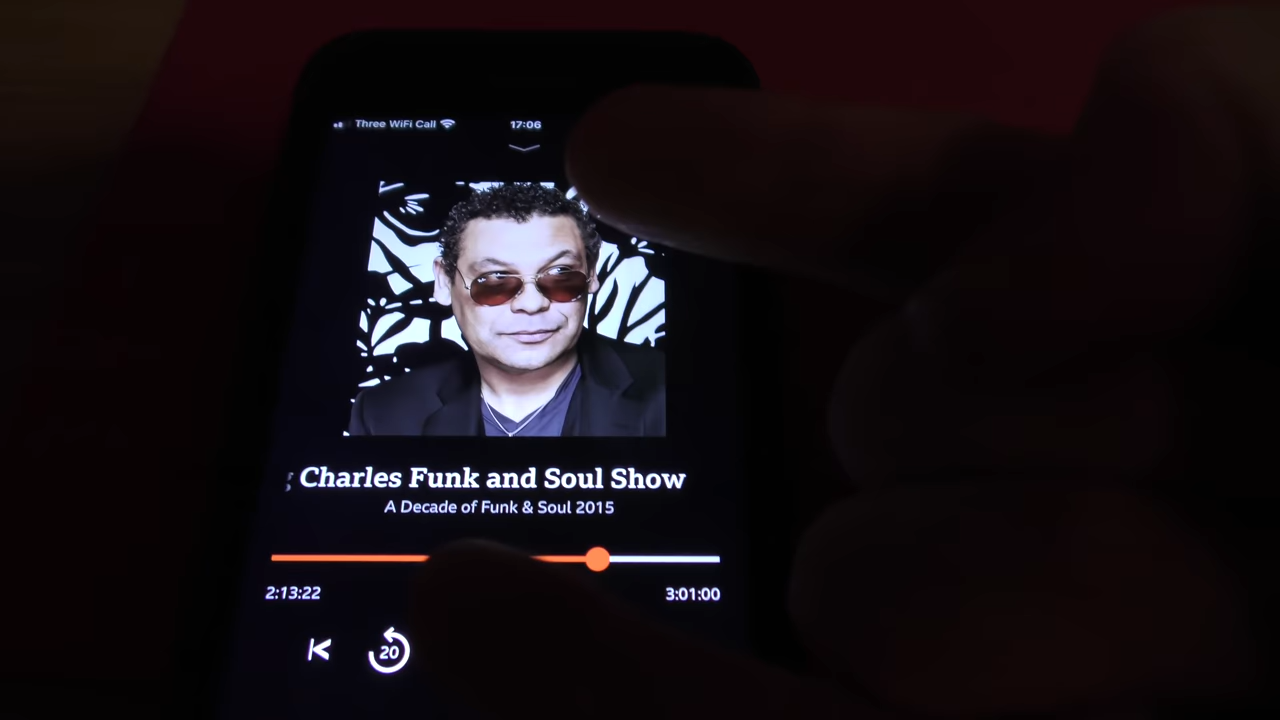 Three WiFi Call 17:06
Charles Funk and Soul Show
A Decade of Funk & Soul 2015
2:13:22 3:01:00
20